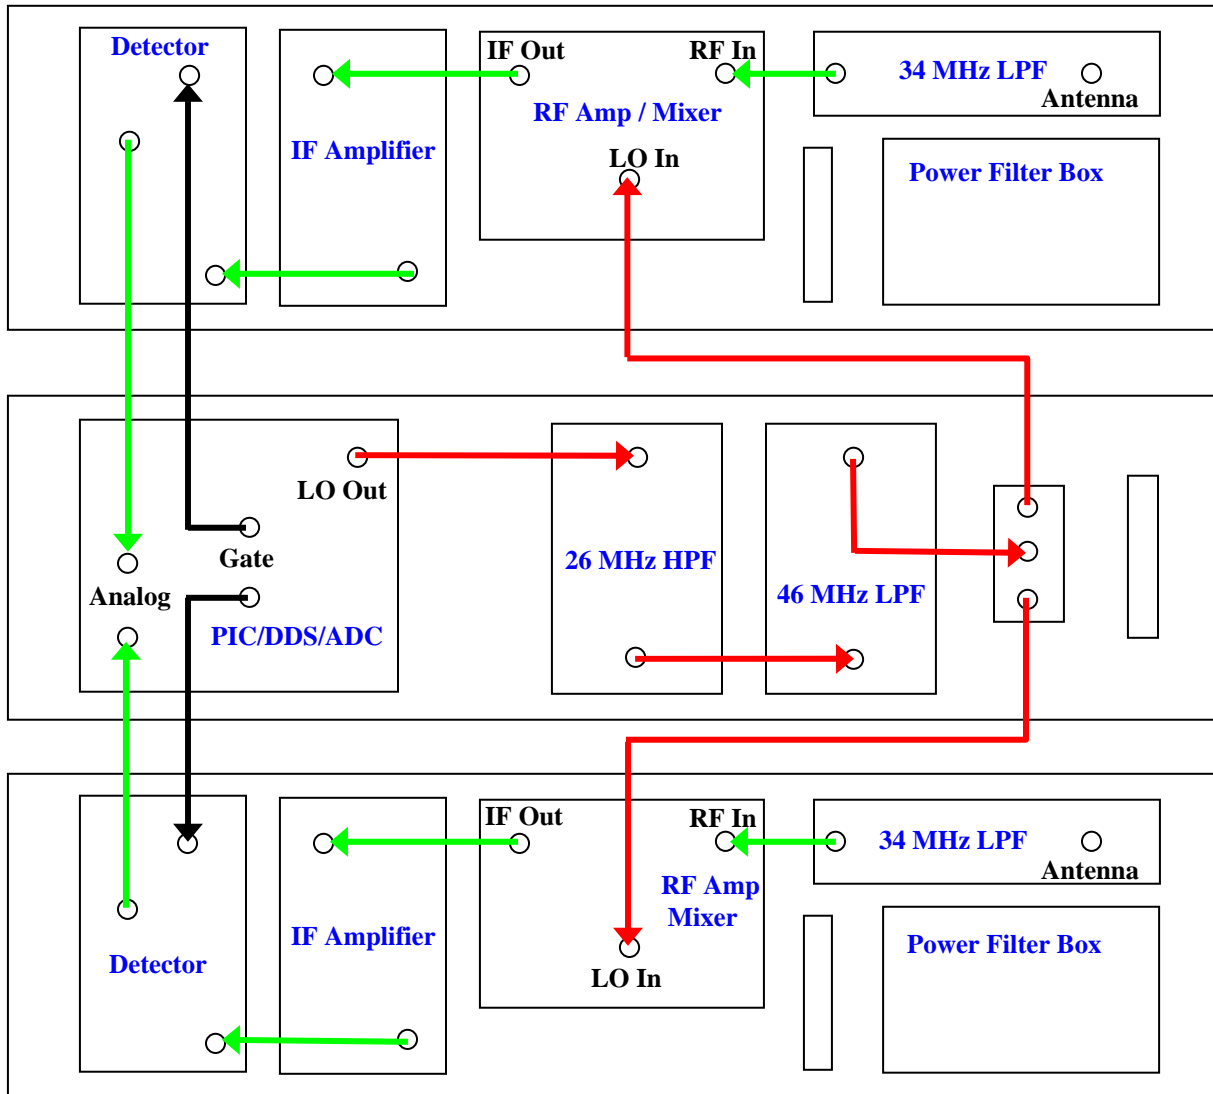 Detector
IF Out
RF In
34 MHz LPF
Antenna
RF Amp / Mixer
IF Amplifier
LO In
Power Filter Box
LO Out
Gate
26 MHz HPF
Analog
46 MHz LPF
PIC/DDS/ADC
IF Out
RF In
34 MHz LPF
Antenna
RF Amp
Mixer
IF Amplifier
Power Filter Box
Detector
LO In